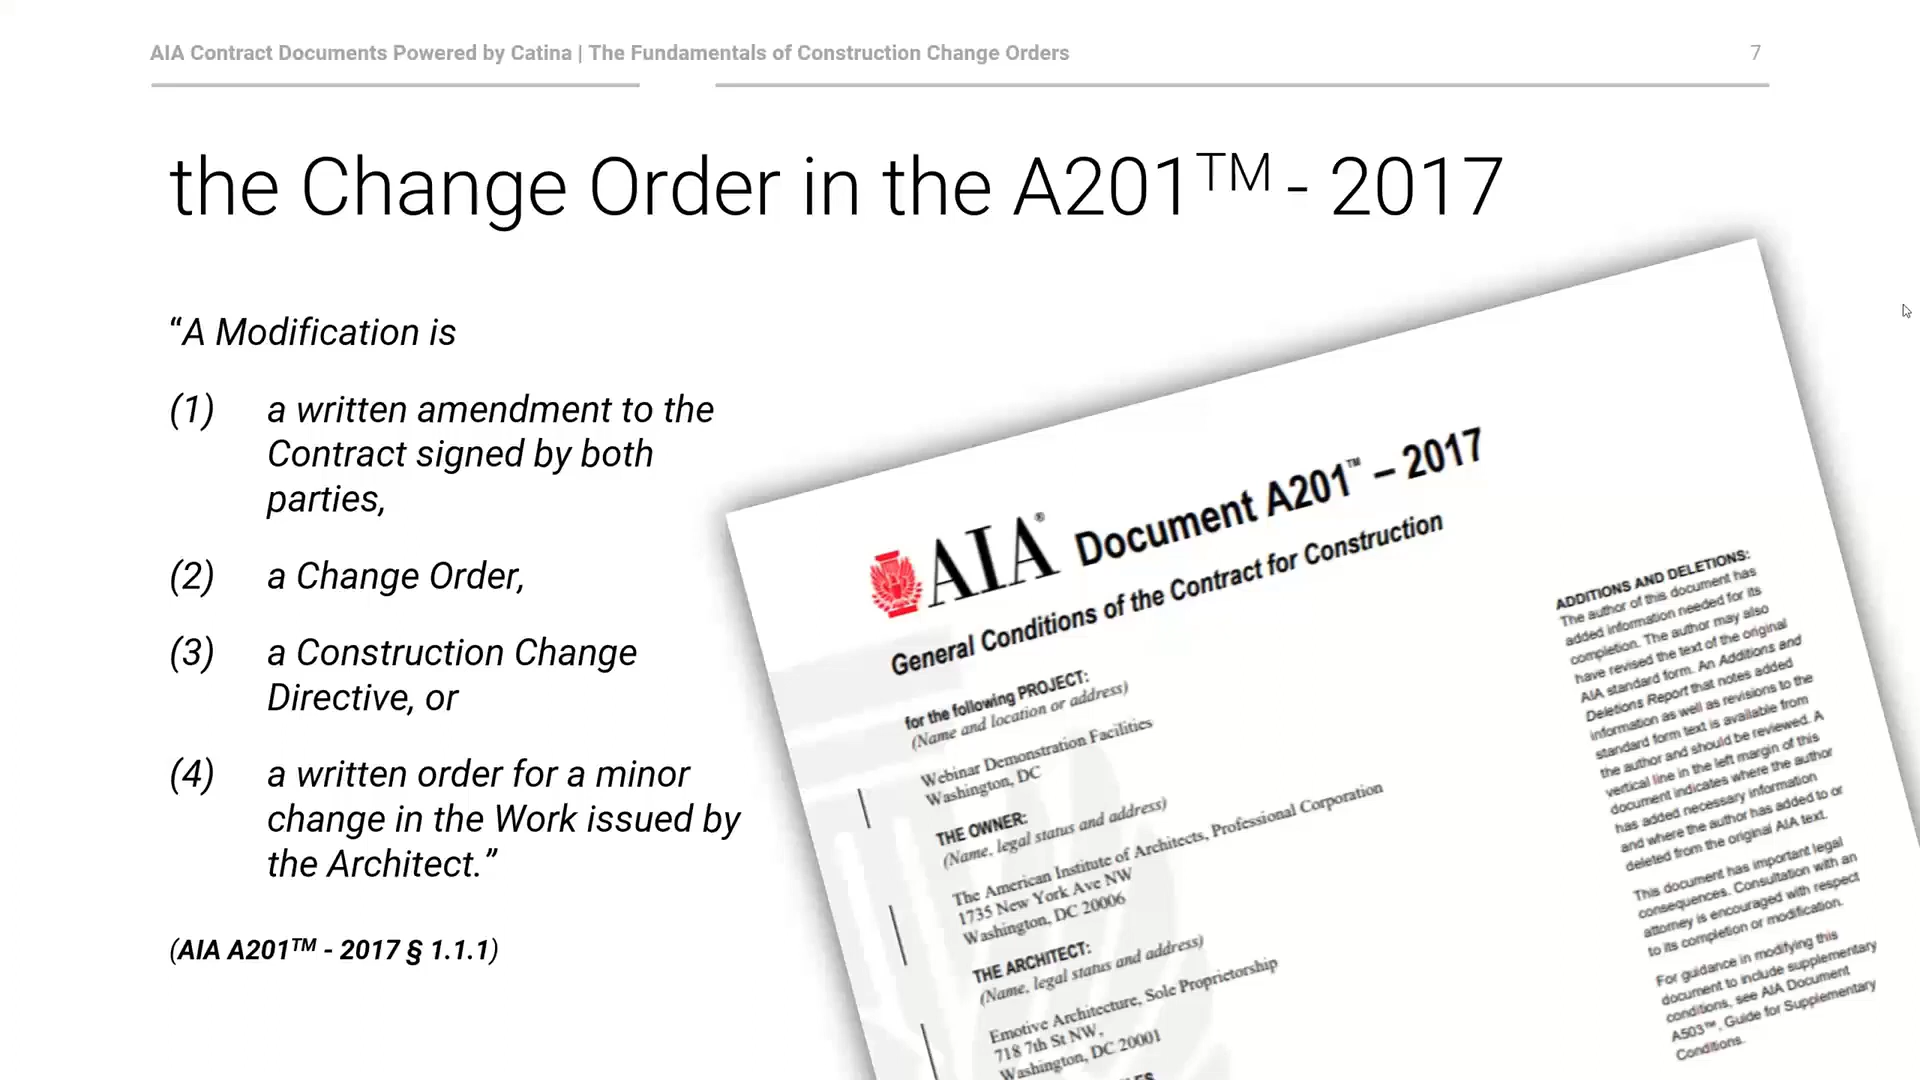 AIA Contract Documents Powered by Catina | The Fundamentals of Construction Change Orders
7
the Change Order in the A201™ - 2017
“A Modification is
(1) a written amendment to the
Contract signed by both
parties,
(2) a Change Order,
(3) a Construction Change
Directive, or
(4) a written order for a minor
change in the Work issued by
the Architect.”
(AIA A201™ - 2017 § 1.1.1)
AIA® Document A201™ – 2017
General Conditions of the Contract for Construction
for the following PROJECT:
(Name and location or address)
Webinar Demonstration Facilities
Washington, DC
THE OWNER:
(Name, legal status and address)
The American Institute of Architects, Professional Corporation
1735 New York Ave NW
Washington, DC 20006
THE ARCHITECT:
(Name, legal status and address)
Emotive Architecture, Sole Proprietorship
718 7th St NW,
Washington, DC 20001
ADDITIONS AND DELETIONS:
The author of this document has
added information needed for its
completion. The author may also
have revised the text of the original
AIA standard form. An Additions and
Deletions Report that notes added
information as well as revisions to the
standard form text is available from
the author and should be reviewed. A
vertical line in the left margin of this
document indicates where the author
has added necessary information
and where the author has added to or
deleted from the original AIA text.
This document has important legal
consequences. Consultation with an
attorney is encouraged with respect
to its completion or modification.
For guidance in modifying this
document to include supplementary
conditions, see AIA Document
A503™, Guide for Supplementary
Conditions.